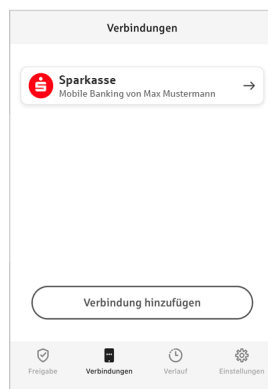 Verbindungen
Sparkasse
Mobile Banking von Max Mustermann
Verbindung hinzufügen
Freigabe
Verbindungen
Verlauf
Einstellungen